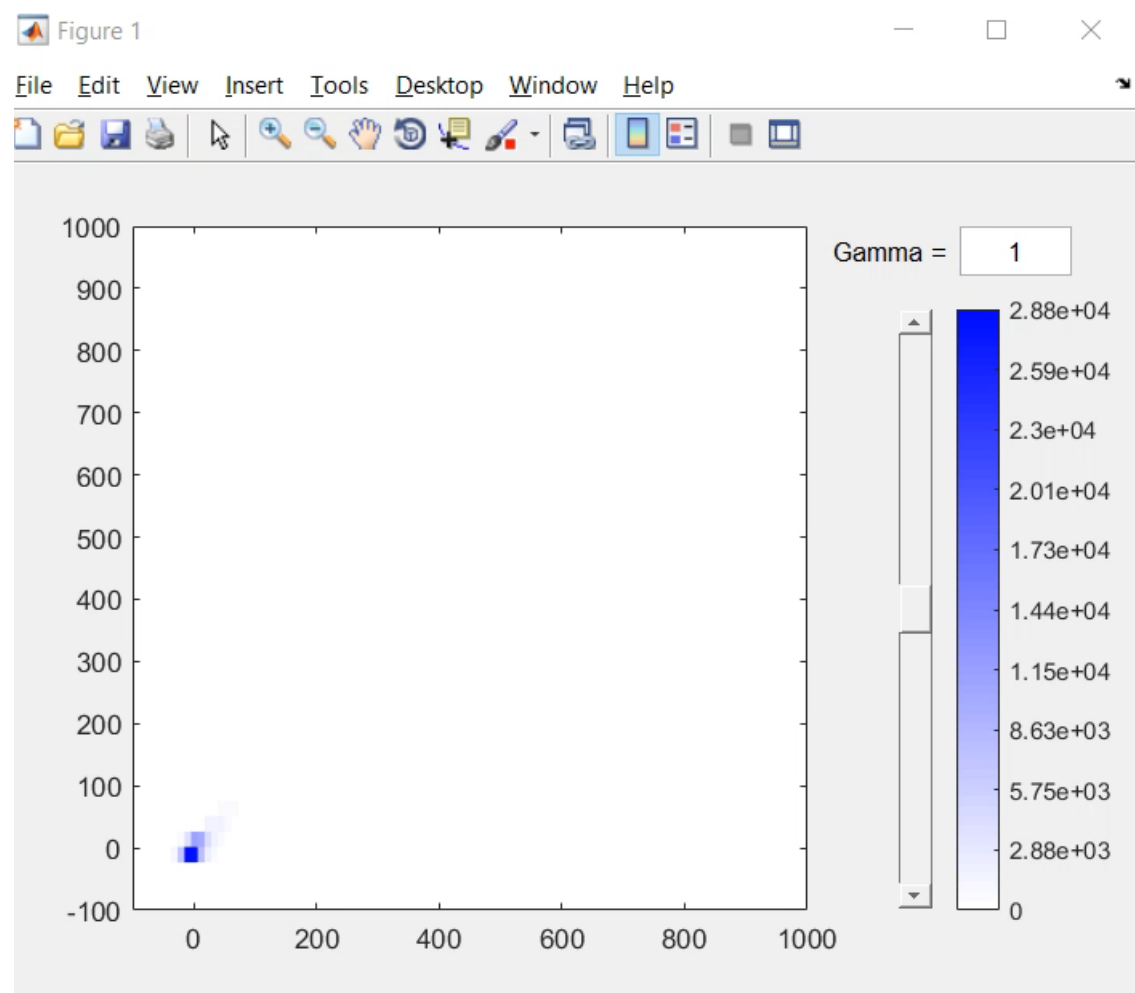 Figure 1
File Edit View Insert Tools Desktop Window Help
1000
900
800
700
600
500
400
300
200
100
0
-100
0 200 400 600 800 1000
Gamma = 1
2.88e+04
2.59e+04
2.3e+04
2.01e+04
1.73e+04
1.44e+04
1.15e+04
8.63e+03
5.75e+03
2.88e+03
0